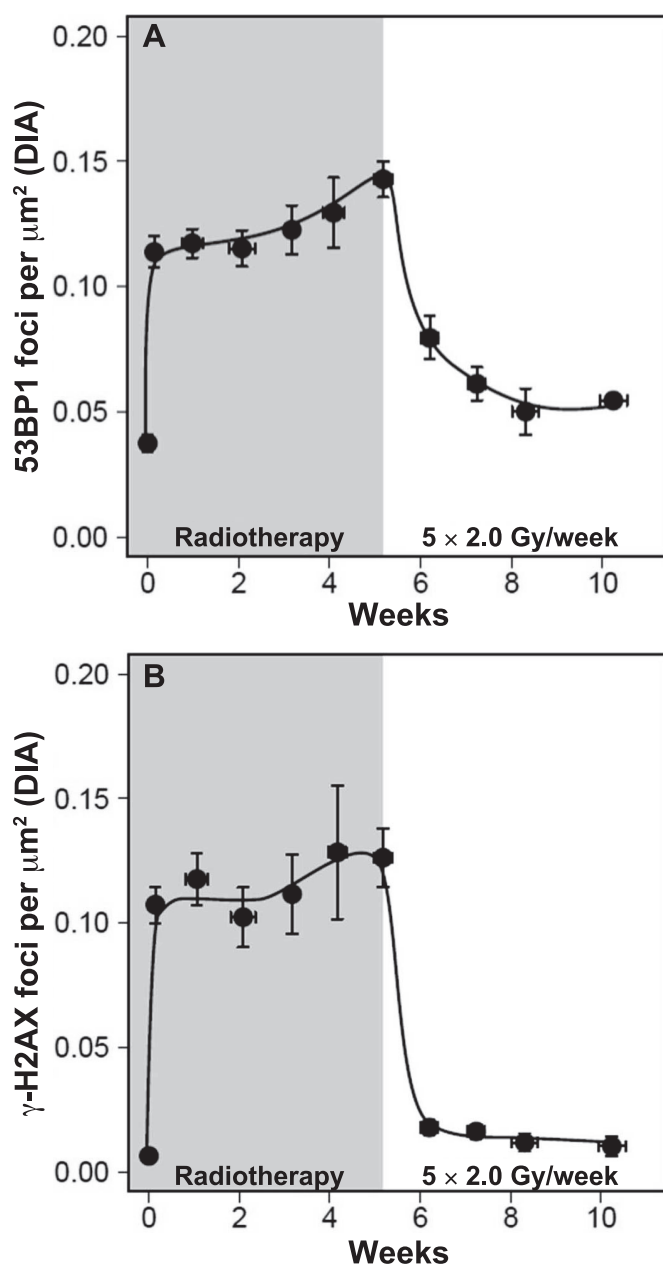 A
53BP1 foci per μm² (DIA)
0.20
0.15
0.10
0.05
0.00
Radiotherapy
5 × 2.0 Gy/week
0 2 4 6 8 10
Weeks
B
γ-H2AX foci per μm² (DIA)
0.20
0.15
0.10
0.05
0.00
Radiotherapy
5 × 2.0 Gy/week
0 2 4 6 8 10
Weeks